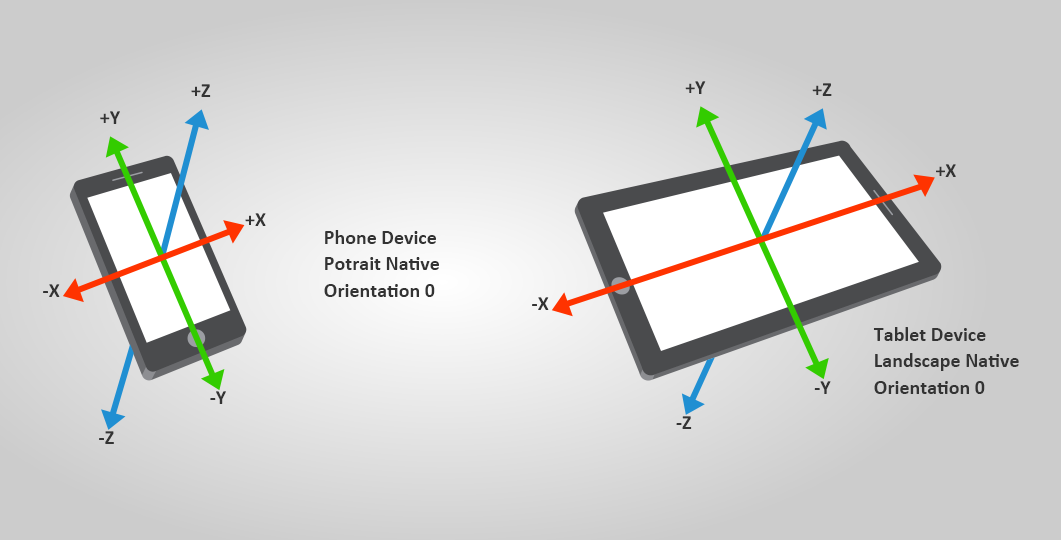 +Z
+Y
+X
-X
-Y
-Z
Phone Device
Potrait Native
Orientation 0
+Y
+Z
+X
-X
-Y
-Z
Tablet Device
Landscape Native
Orientation 0